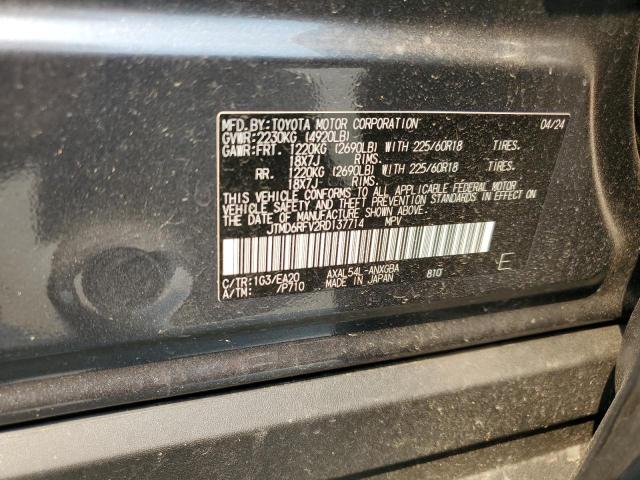 MFD.BY:TOYOTA MOTOR CORPORATION 04/24
GVWR:2230KG (4920LB)
GAWR:FRT. 1220KG (2690LB) WITH 225/60R18 TIRES.
18X7J RIMS.
RR. 1220KG (2690LB) WITH 225/60R18 TIRES.
18X7J RIMS.
THIS VEHICLE CONFORMS TO ALL APPLICABLE FEDERAL MOTOR
VEHICLE SAFETY AND THEFT PREVENTION STANDARDS IN EFFECT ON
THE DATE OF MANUFACTURE SHOWN ABOVE.
JTMD6RFV2RD137714 MPV
C/TR:1G3/EA20 AXAL54L-ANXGBA 810 E
A/TM: /P710 MADE IN JAPAN